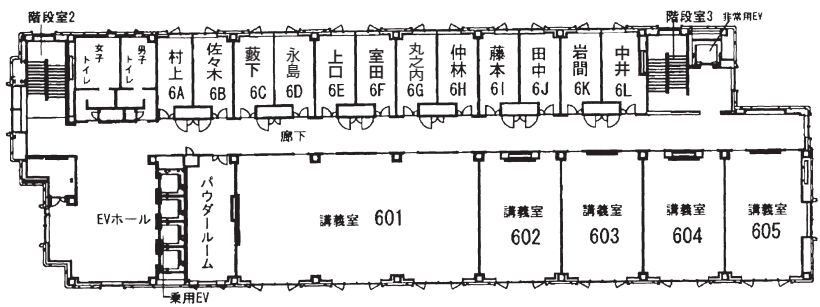 階段室2
階段室3
非常用EV
女子
トイレ
男子
トイレ
村上
6A
佐々木
6B
藪下
6C
永島
6D
上口
6E
室田
6F
丸之内
6G
仲林
6H
藤本
6I
田中
6J
岩間
6K
中井
6L
廊下
EVホール
パウダールーム
講義室 601
講義室
602
講義室
603
講義室
604
講義室
605
乗用EV